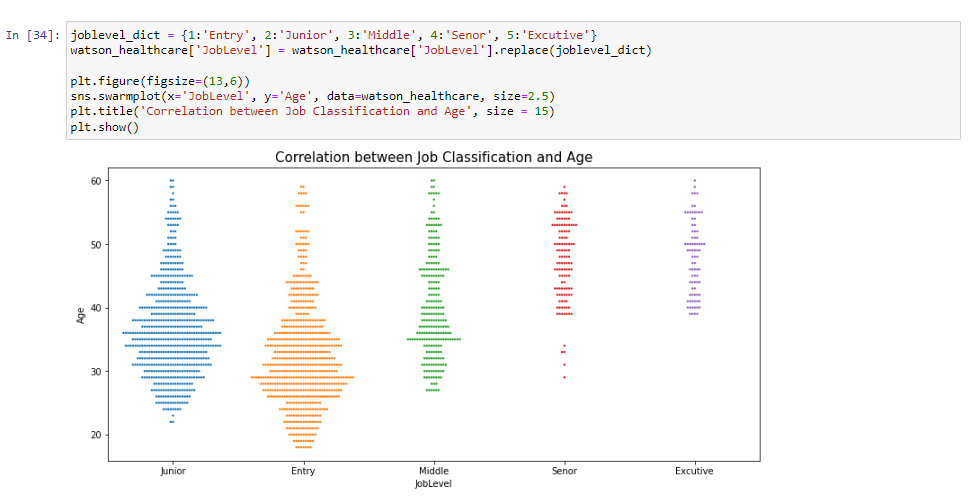 In [34]:
joblevel_dict = {1:'Entry', 2:'Junior', 3:'Middle', 4:'Senor', 5:'Excutive'}
watson_healthcare['JobLevel'] = watson_healthcare['JobLevel'].replace(joblevel_dict)
plt.figure(figsize=(13,6))
sns.swarmplot(x='JobLevel', y='Age', data=watson_healthcare, size=2.5)
plt.title('Correlation between Job Classification and Age', size = 15)
plt.show()
Correlation between Job Classification and Age
60
50
40
30
20
Age
Junior Entry Middle Senor Excutive
JobLevel